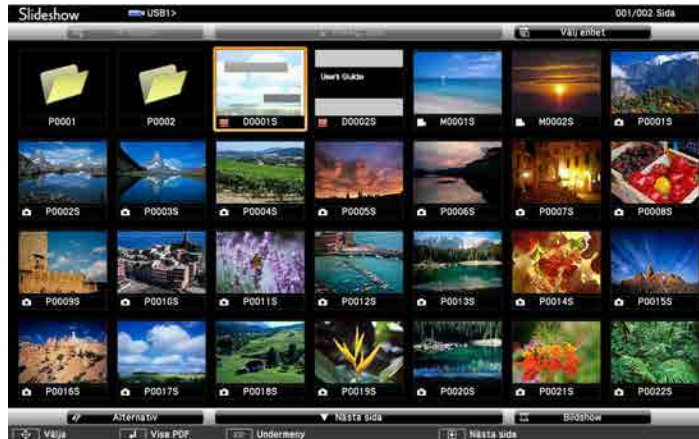 Slideshow USB1> 001/002 Sida
Välj enhet
User's Guide
P0001 P0002 D0001S D0002S M0001S M0002S P0001S
P0002S P0003S P0004S P0005S P0006S P0007S P0008S
P0009S P0010S P0011S P0012S P0013S P0014S P0015S
P0016S P0017S P0018S P0019S P0020S P0021S P0022S
Alternativ ▼ Nästa sida Bildshow
Välja Visa PDF Undermeny Nästa sida